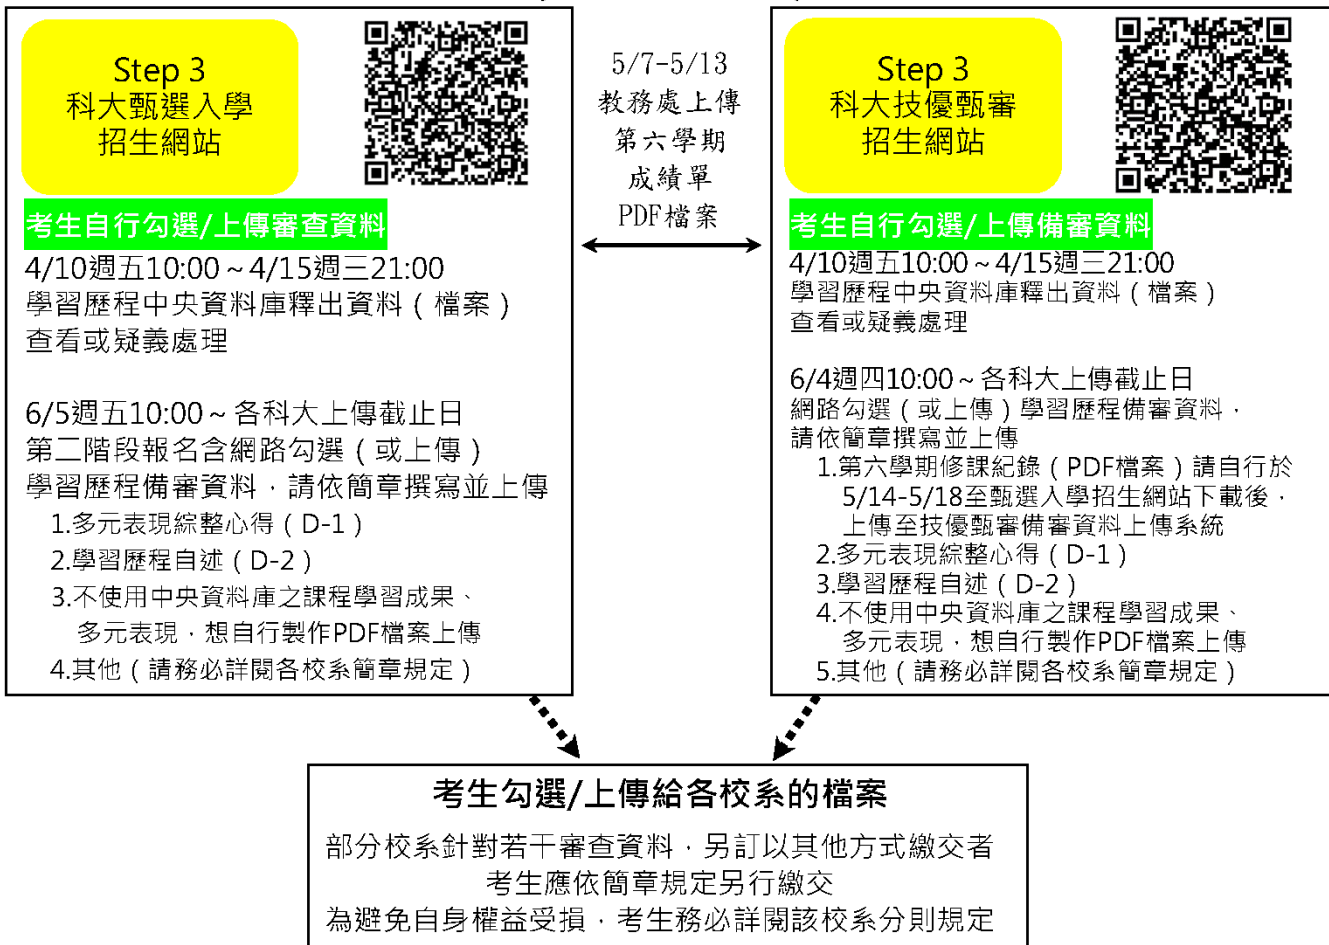 Step 3
科大甄選入學
招生網站
考生自行勾選/上傳審查資料
4/10週五10:00～4/15週三21:00
學習歷程中央資料庫釋出資料（檔案）
查看或疑義處理
6/5週五10:00～各科大上傳截止日
第二階段報名含網路勾選（或上傳）
學習歷程備審資料，請依簡章撰寫並上傳
1.多元表現綜整心得（D-1）
2.學習歷程自述（D-2）
3.不使用中央資料庫之課程學習成果、
多元表現，想自行製作PDF檔案上傳
4.其他（請務必詳閱各校系簡章規定）
5/7-5/13
教務處上傳
第六學期
成績單
PDF檔案
Step 3
科大技優甄審
招生網站
考生自行勾選/上傳備審資料
4/10週五10:00～4/15週三21:00
學習歷程中央資料庫釋出資料（檔案）
查看或疑義處理
6/4週四10:00～各科大上傳截止日
網路勾選（或上傳）學習歷程備審資料，
請依簡章撰寫並上傳
1.第六學期修課紀錄（PDF檔案）請自行於
5/14-5/18至甄選入學招生網站下載後，
上傳至技優甄審備審資料上傳系統
2.多元表現綜整心得（D-1）
3.學習歷程自述（D-2）
4.不使用中央資料庫之課程學習成果、
多元表現，想自行製作PDF檔案上傳
5.其他（請務必詳閱各校系簡章規定）
考生勾選/上傳給各校系的檔案
部分校系針對若干審查資料，另訂以其他方式繳交者
考生應依簡章規定另行繳交
為避免自身權益受損，考生務必詳閱該校系分則規定